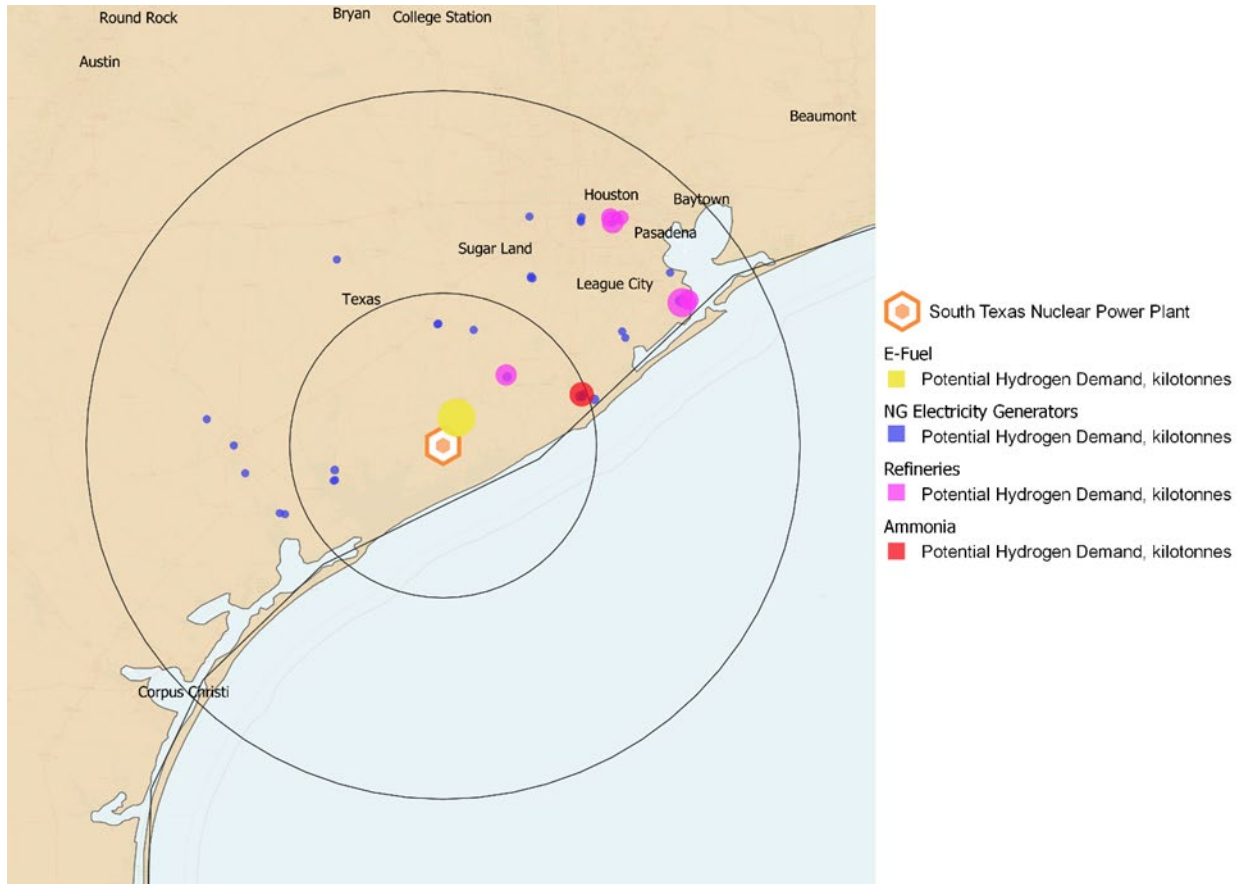 Round Rock
Bryan
College Station
Austin
Beaumont
Houston
Baytown
Pasadena
Sugar Land
League City
Texas
Corpus Christi
South Texas Nuclear Power Plant
E-Fuel
Potential Hydrogen Demand, kilotonnes
NG Electricity Generators
Potential Hydrogen Demand, kilotonnes
Refineries
Potential Hydrogen Demand, kilotonnes
Ammonia
Potential Hydrogen Demand, kilotonnes